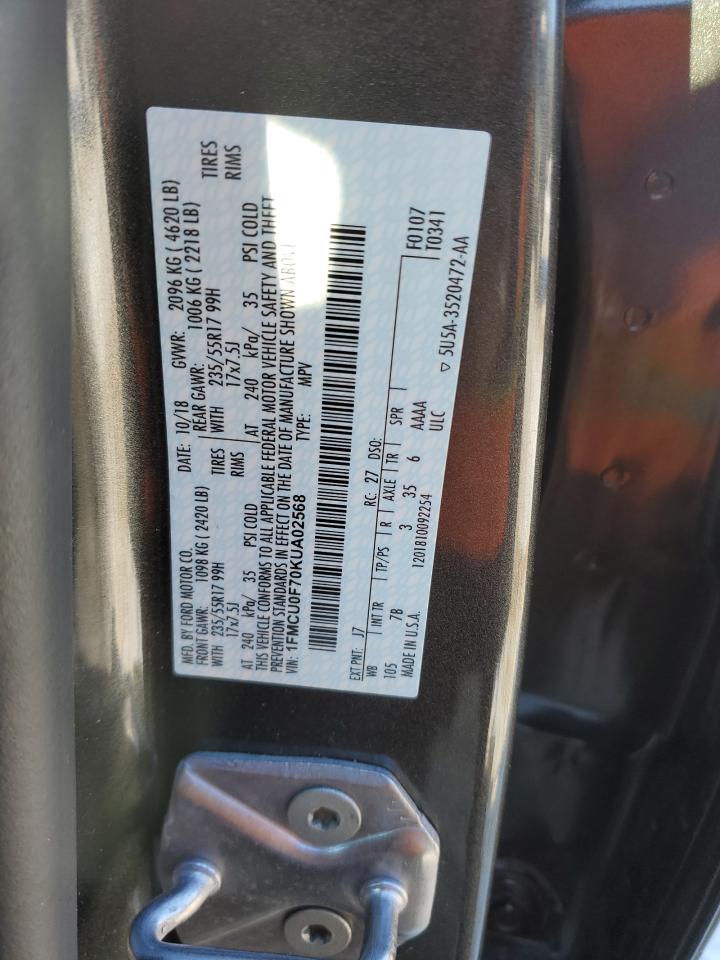 MFD. BY FORD MOTOR CO.
DATE: 10/18 GVWR: 2096 KG ( 4620 LB)
FRONT GAWR: 1098 KG ( 2420 LB) REAR GAWR: 1006 KG ( 2218 LB)
WITH 235/55R17 99H TIRES WITH 235/55R17 99H TIRES
17x7.5J RIMS 17x7.5J RIMS
AT 240 kPa/ 35 PSI COLD AT 240 kPa/ 35 PSI COLD
THIS VEHICLE CONFORMS TO ALL APPLICABLE FEDERAL MOTOR VEHICLE SAFETY AND THEFT
PREVENTION STANDARDS IN EFFECT ON THE DATE OF MANUFACTURE SHOWN ABOVE.
VIN: 1FMCU0F70KUA02568 TYPE: MPV
EXT PNT: J7 RC: 27 DSO: F0107
WB INT TR TP/PS R AXLE TR SPR T0341
105 7B 3 35 6 AAAA
MADE IN U.S.A. 120181009​2254 ULC ▽ 5U5A-3520472-AA